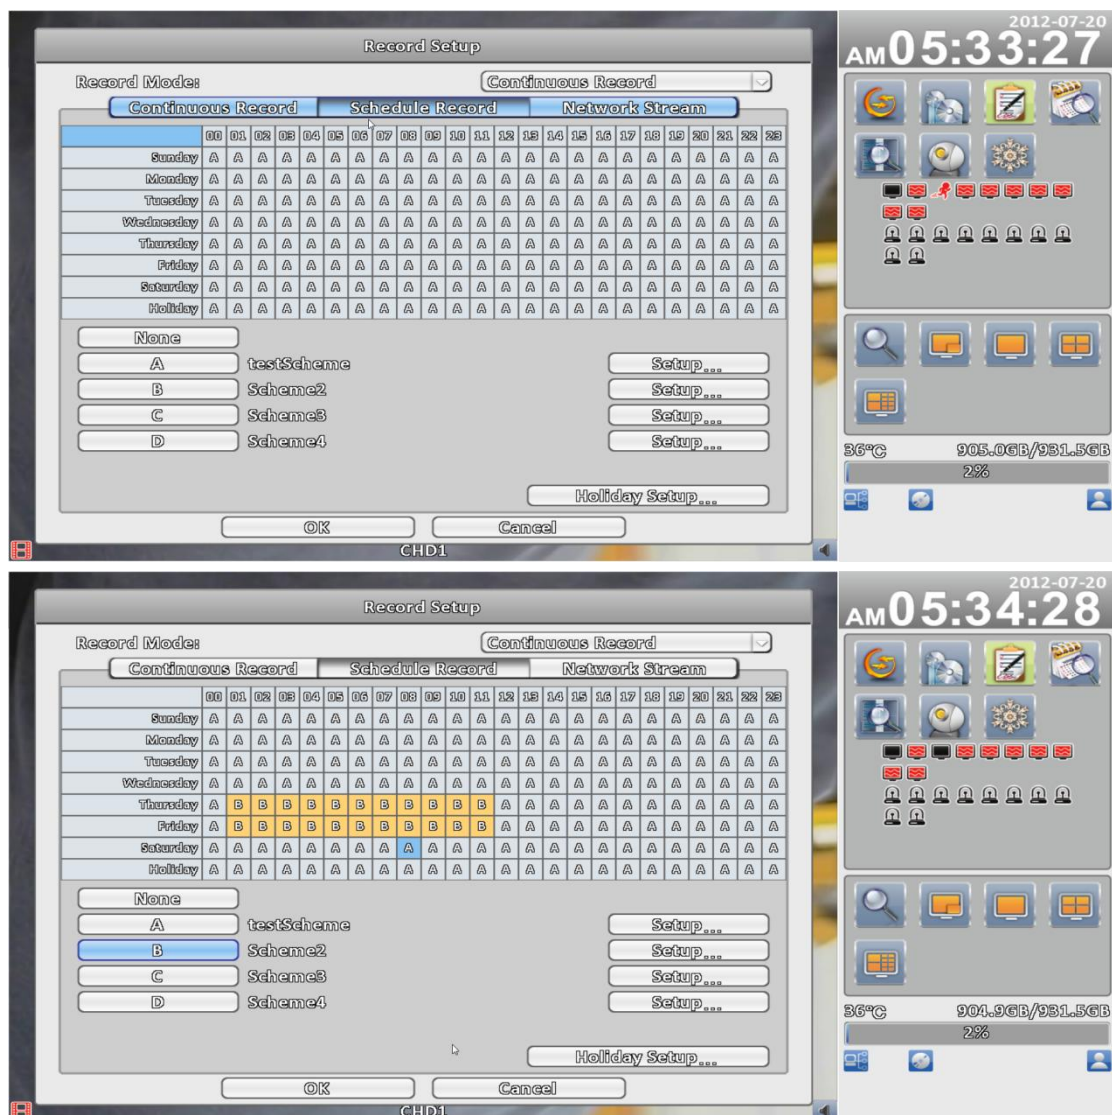 2012-07-20
AM05:33:27
Record Setup
Record Mode: Continuous Record
Continuous Record Schedule Record Network Stream
00 01 02 03 04 05 06 07 08 09 10 11 12 13 14 15 16 17 18 19 20 21 22 23
Sunday A A A A A A A A A A A A A A A A A A A A A A A A
Monday A A A A A A A A A A A A A A A A A A A A A A A A
Tuesday A A A A A A A A A A A A A A A A A A A A A A A A
Wednesday A A A A A A A A A A A A A A A A A A A A A A A A
Thursday A A A A A A A A A A A A A A A A A A A A A A A A
Friday A A A A A A A A A A A A A A A A A A A A A A A A
Saturday A A A A A A A A A A A A A A A A A A A A A A A A
Holiday A A A A A A A A A A A A A A A A A A A A A A A A
None
A testScheme Setup...
B Scheme2 Setup...
C Scheme3 Setup...
D Scheme4 Setup...
Holiday Setup...
OK Cancel
CHD1
36°C 905.0GB/931.5GB
2%
2012-07-20
AM05:34:28
Record Setup
Record Mode: Continuous Record
Continuous Record Schedule Record Network Stream
00 01 02 03 04 05 06 07 08 09 10 11 12 13 14 15 16 17 18 19 20 21 22 23
Sunday A A A A A A A A A A A A A A A A A A A A A A A A
Monday A A A A A A A A A A A A A A A A A A A A A A A A
Tuesday A A A A A A A A A A A A A A A A A A A A A A A A
Wednesday A A A A A A A A A A A A A A A A A A A A A A A A
Thursday A B B B B B B B B B B B A A A A A A A A A A A A
Friday A B B B B B B B B B B B A A A A A A A A A A A A
Saturday A A A A A A A A A A A A A A A A A A A A A A A A
Holiday A A A A A A A A A A A A A A A A A A A A A A A A
None
A testScheme Setup...
B Scheme2 Setup...
C Scheme3 Setup...
D Scheme4 Setup...
Holiday Setup...
OK Cancel
CHD1
36°C 904.9GB/931.5GB
2%